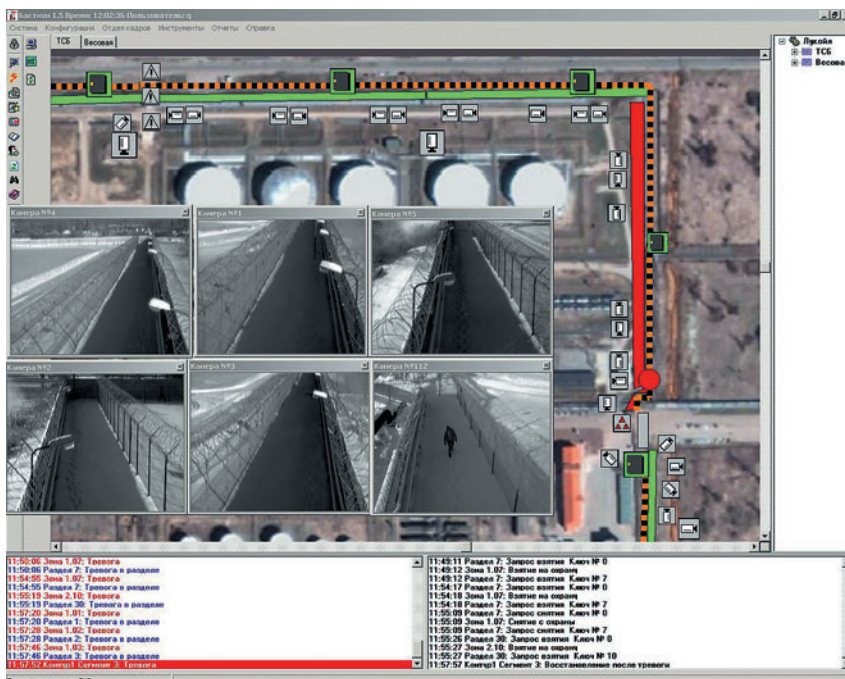 Бастион 1.5 Время: 12:02:36 Пользователь: q
Система Конфигурация Отдел кадров Инструменты Отчеты Справка
ТСБ Весовая
Лукойл
ТСБ
Весовая
Камера №4
Камера №1
Камера №5
Камера №2
Камера №3
Камера №112
11:50:06 Зона 1.07: Тревога
11:50:06 Раздел 7: Тревога в разделе
11:54:55 Зона 1.07: Тревога
11:54:55 Раздел 7: Тревога в разделе
11:55:19 Зона 2.10: Тревога
11:55:19 Раздел 30: Тревога в разделе
11:57:20 Зона 1.01: Тревога
11:57:20 Раздел 1: Тревога в разделе
11:57:28 Зона 1.02: Тревога
11:57:28 Раздел 2: Тревога в разделе
11:57:46 Зона 1.03: Тревога
11:57:46 Раздел 3: Тревога в разделе
11:57:52 Контур1 Сегмент 3: Тревога
11:49:11 Раздел 7: Запрос взятия Ключ № 0
11:49:12 Зона 1.07: Взятие на охрану
11:49:12 Раздел 7: Запрос взятия Ключ № 7
11:54:17 Раздел 7: Запрос взятия Ключ № 0
11:54:18 Зона 1.07: Взятие на охрану
11:54:18 Раздел 7: Запрос взятия Ключ № 7
11:55:09 Раздел 7: Запрос снятия Ключ № 0
11:55:09 Зона 1.07: Снятие с охраны
11:55:09 Раздел 7: Запрос снятия Ключ № 7
11:55:26 Раздел 30: Запрос взятия Ключ № 0
11:55:27 Зона 2.10: Взятие на охрану
11:55:27 Раздел 30: Запрос взятия Ключ № 10
11:57:57 Контур1 Сегмент 3: Восстановление после тревоги